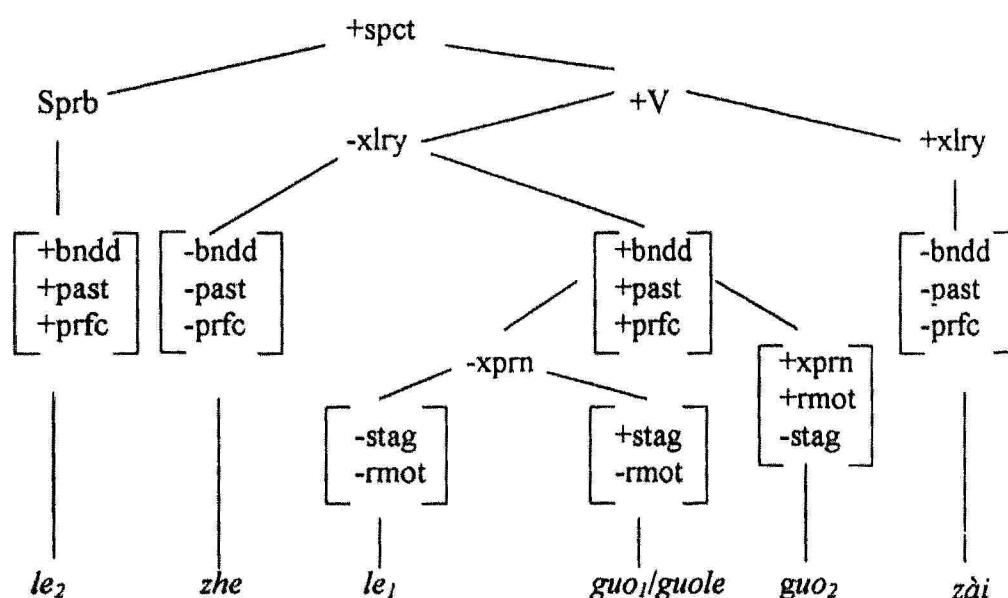 +spct
Sprb
+V
-xlry
+xlry
+bndd
+past
+prfc
-bndd
-past
-prfc
+bndd
+past
+prfc
-bndd
-past
-prfc
-xprn
+xprn
+rmot
-stag
-stag
-rmot
+stag
-rmot
le₂ zhe le₁ guo₁/guole guo₂ zài